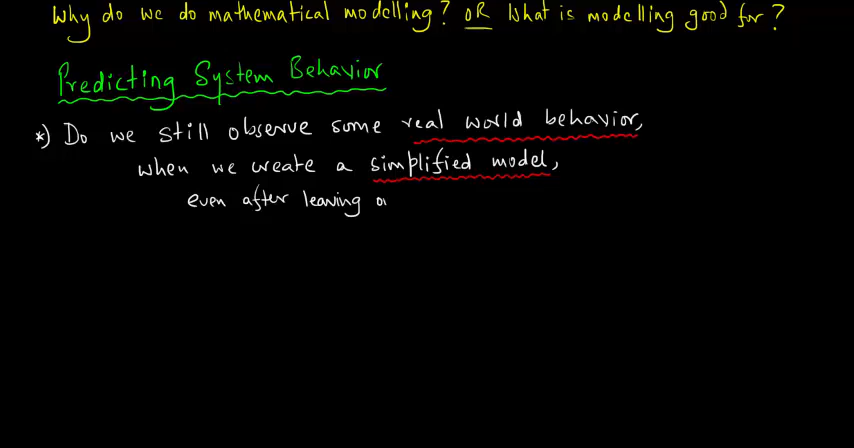 Why do we do mathematical modelling? OR What is modelling good for?
Predicting System Behavior
*) Do we still observe some real world behavior,
when we create a simplified model,
even after leaving o